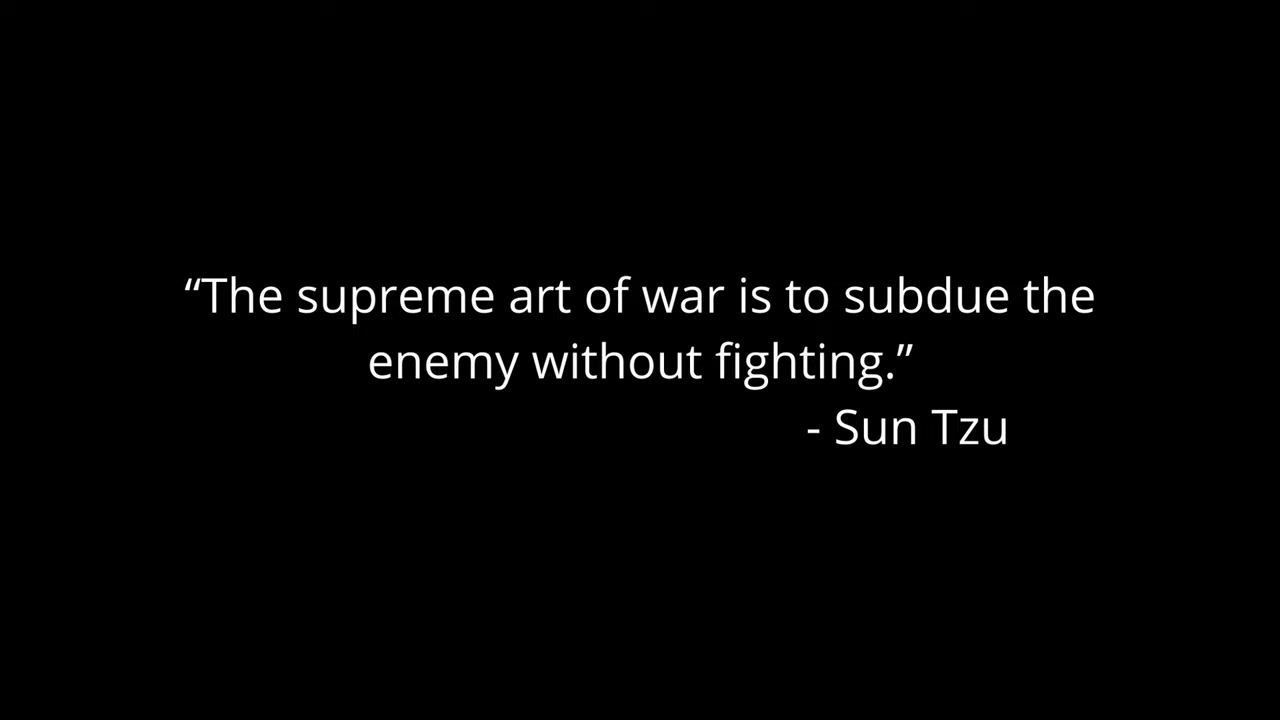 “The supreme art of war is to subdue the
enemy without fighting.”
- Sun Tzu